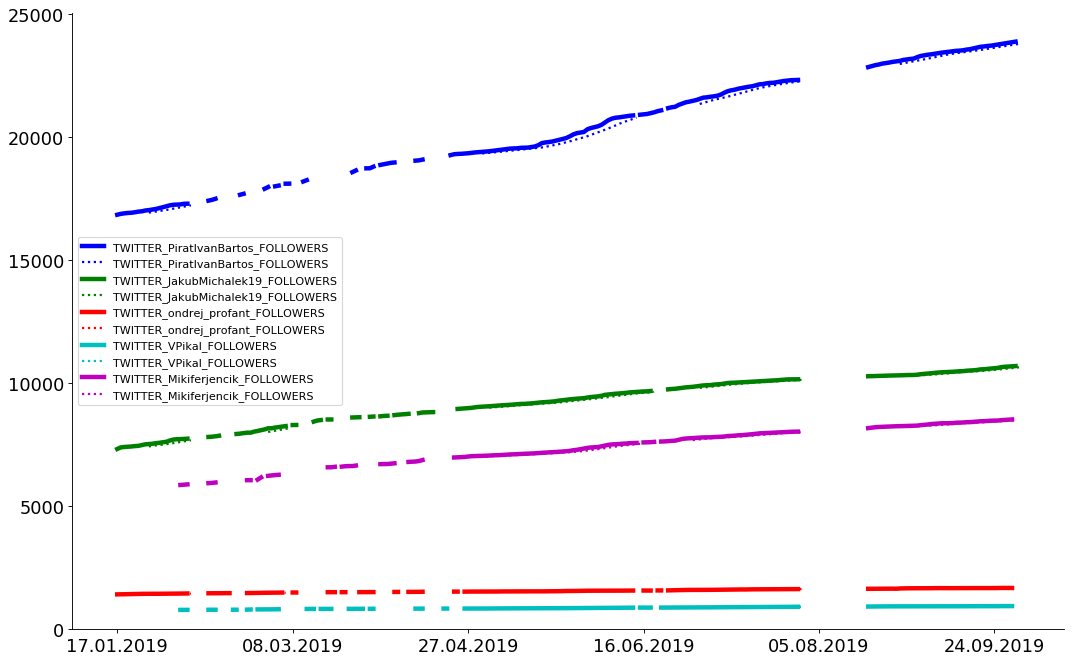 25000
20000
15000
10000
5000
0
TWITTER_PiratIvanBartos_FOLLOWERS
TWITTER_PiratIvanBartos_FOLLOWERS
TWITTER_JakubMichalek19_FOLLOWERS
TWITTER_JakubMichalek19_FOLLOWERS
TWITTER_ondrej_profant_FOLLOWERS
TWITTER_ondrej_profant_FOLLOWERS
TWITTER_VPikal_FOLLOWERS
TWITTER_VPikal_FOLLOWERS
TWITTER_Mikiferjencik_FOLLOWERS
TWITTER_Mikiferjencik_FOLLOWERS
17.01.2019 08.03.2019 27.04.2019 16.06.2019 05.08.2019 24.09.2019